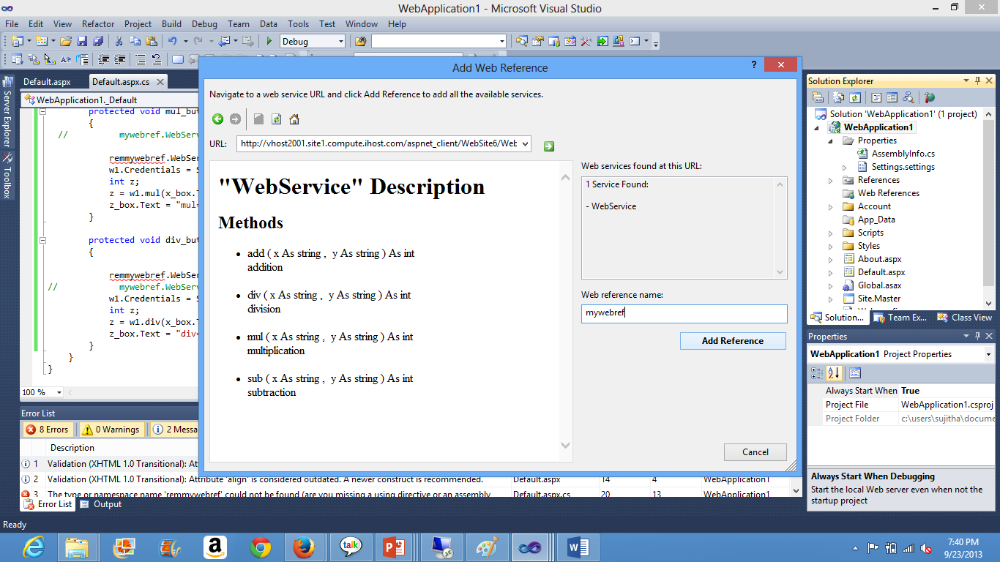 WebApplication1 - Microsoft Visual Studio
File Edit View Refactor Project Build Debug Team Data Tools Test Window Help
Debug
Default.aspx Default.aspx.cs
WebApplication1._Default
Server Explorer
Toolbox
protected void mul_but
{
// mywebref.WebServ
remmywebref.WebSer
w1.Credentials = S
int z;
z = w1.mul(x_box.T
z_box.Text = "mul=
}
protected void div_but
{
remmywebref.WebSer
// mywebref.WebServ
w1.Credentials = S
int z;
z = w1.div(x_box.T
z_box.Text = "div=
}
}
}
100 %
Add Web Reference
?
Navigate to a web service URL and click Add Reference to add all the available services.
URL: http://vhost2001.site1.compute.ihost.com/aspnet_client/WebSite6/Web
"WebService" Description
Methods
• add ( x As string , y As string ) As int
addition
• div ( x As string , y As string ) As int
division
• mul ( x As string , y As string ) As int
multiplication
• sub ( x As string , y As string ) As int
subtraction
Web services found at this URL:
1 Service Found:
- WebService
Web reference name:
mywebref
Add Reference
Cancel
Solution Explorer
Solution 'WebApplication1' (1 project)
WebApplication1
Properties
AssemblyInfo.cs
Settings.settings
References
Web References
Account
App_Data
Scripts
Styles
About.aspx
Default.aspx
Global.asax
Site.Master
Solution... Team Ex... Class View
Properties
WebApplication1 Project Properties
Always Start When True
Project File WebApplication1.csproj
Project Folder c:\users\sujitha\docume
Always Start When Debugging
Start the local Web server even when not the
startup project
Error List
8 Errors 0 Warnings 2 Messa
Description
1 Validation (XHTML 1.0 Transitional): Att
2 Validation (XHTML 1.0 Transitional): Attribute 'align' is considered outdated. A newer construct is recommended. Default.aspx 14 4 WebApplication1
3 The type or namespace name 'remmywebref' could not be found (are you missing a using directive or an assembly Default.aspx.cs 20 13 WebApplication1
Error List Output
Ready
talk
7:40 PM
9/23/2013